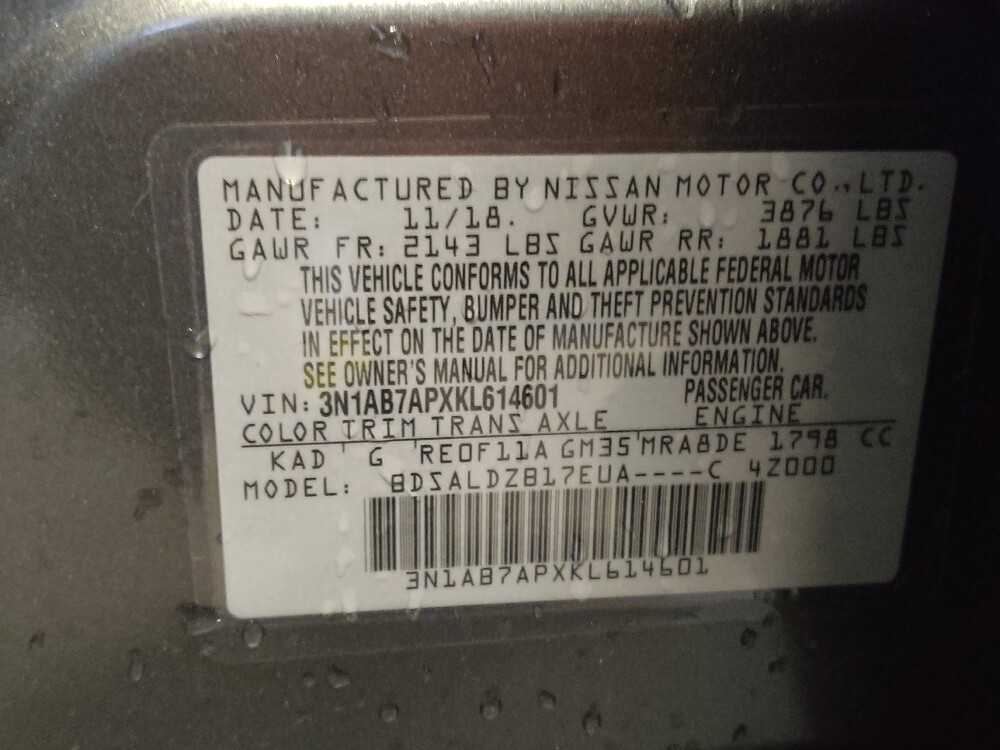 MANUFACTURED BY NISSAN MOTOR CO., LTD.
DATE: 11/18. GVWR: 3876 LBS
GAWR FR: 2143 LBS GAWR RR: 1881 LBS
THIS VEHICLE CONFORMS TO ALL APPLICABLE FEDERAL MOTOR
VEHICLE SAFETY, BUMPER AND THEFT PREVENTION STANDARDS
IN EFFECT ON THE DATE OF MANUFACTURE SHOWN ABOVE.
SEE OWNER'S MANUAL FOR ADDITIONAL INFORMATION.
VIN: 3N1AB7APXKL614601 PASSENGER CAR.
COLOR TRIM TRANS AXLE ENGINE
KAD G RE0F11A GM35 MRA8DE 1798 CC
MODEL: BDSALDZB17EUA----C 4Z000
3N1AB7APXKL614601